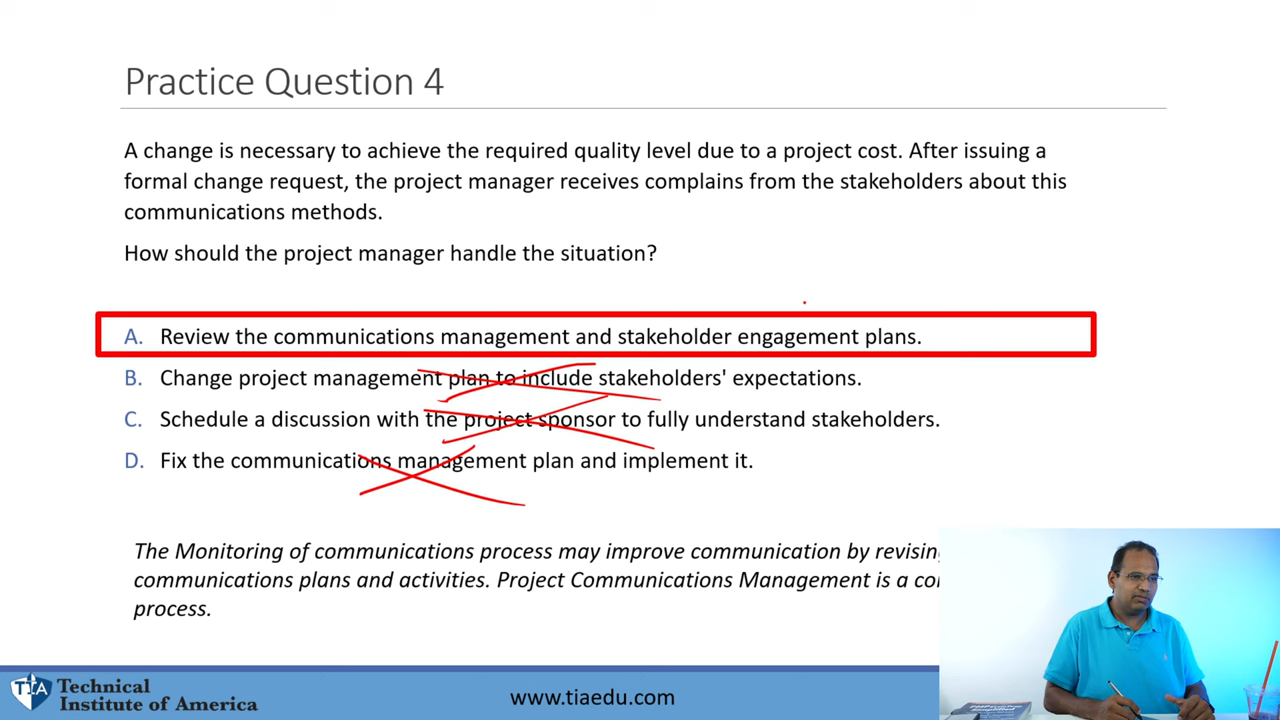 Practice Question 4
A change is necessary to achieve the required quality level due to a project cost. After issuing a
formal change request, the project manager receives complains from the stakeholders about this
communications methods.
How should the project manager handle the situation?
A. Review the communications management and stakeholder engagement plans.
B. Change project management plan to include stakeholders' expectations.
C. Schedule a discussion with the project sponsor to fully understand stakeholders.
D. Fix the communications management plan and implement it.
The Monitoring of communications process may improve communication by revising
communications plans and activities. Project Communications Management is a
process.
TIA Technical
Institute of America
www.tiaedu.com